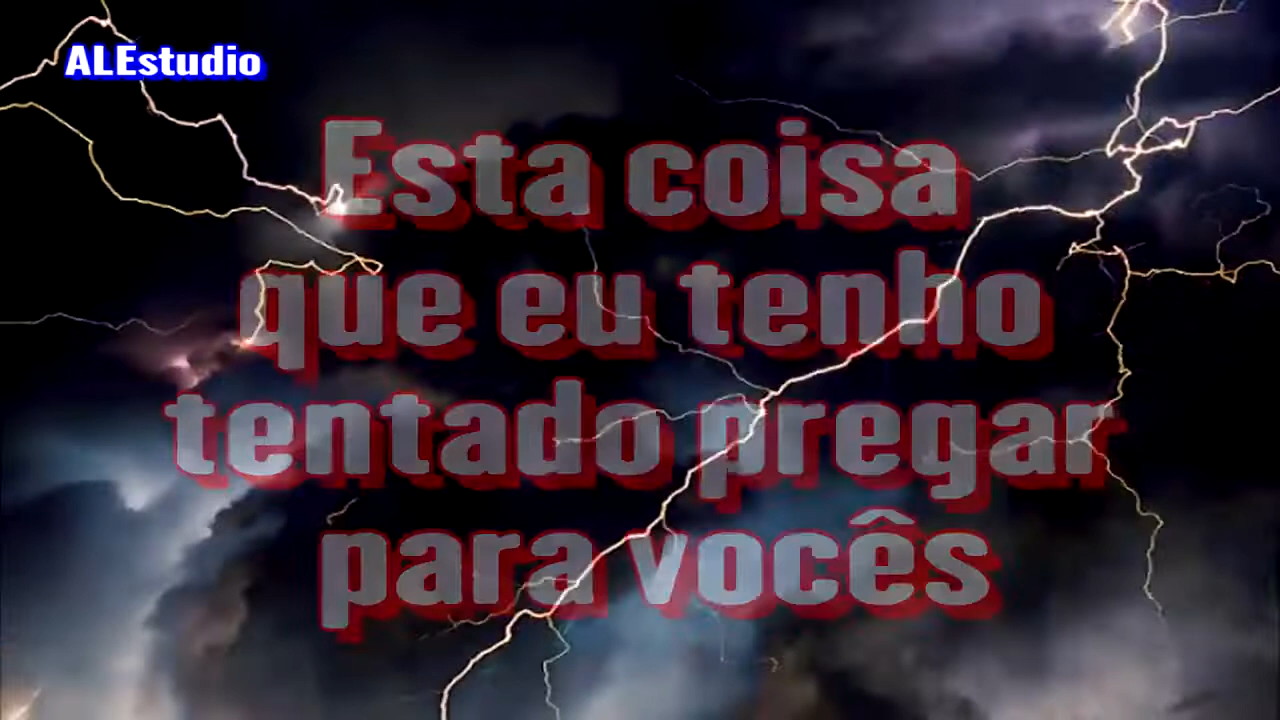 ALEstudio
Esta coisa
que eu tenho
tentado pregar
para vocês